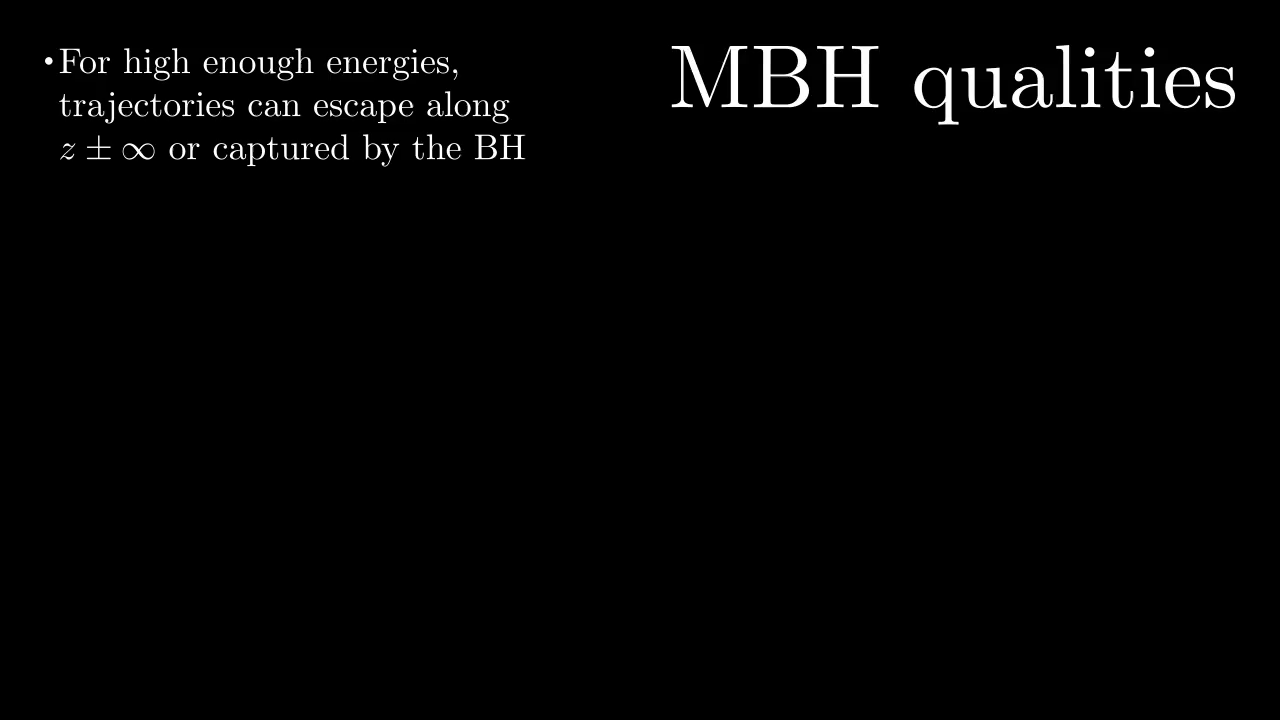 MBH qualities
•For high enough energies,
trajectories can escape along
z ± ∞ or captured by the BH